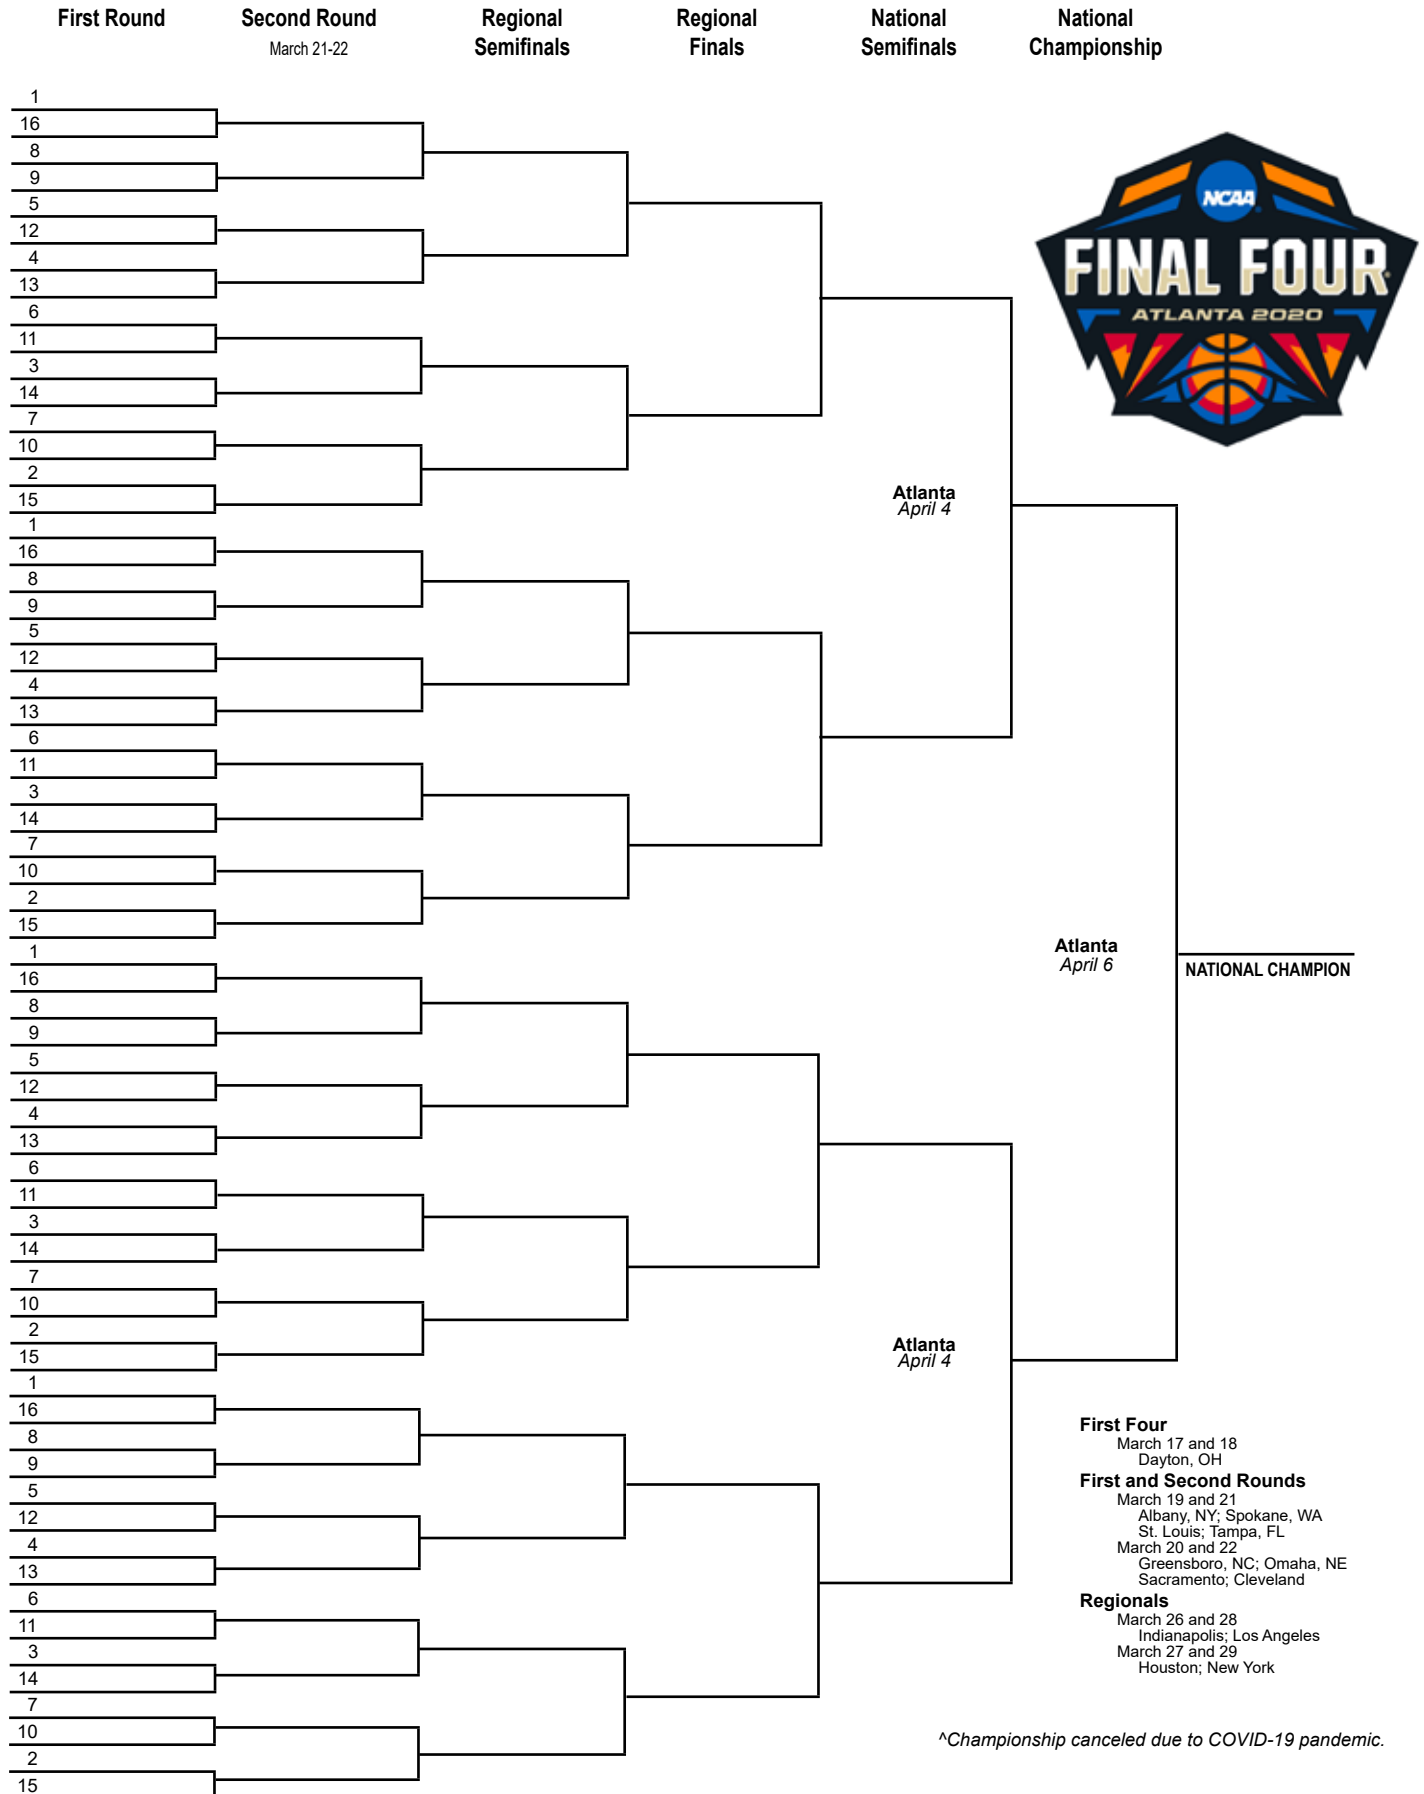 First Round
Second Round
March 21-22
Regional
Semifinals
Regional
Finals
National
Semifinals
National
Championship
1
16
8
9
5
12
4
13
6
11
3
14
7
10
2
15
1
16
8
9
5
12
4
13
6
11
3
14
7
10
2
15
1
16
8
9
5
12
4
13
6
11
3
14
7
10
2
15
1
16
8
9
5
12
4
13
6
11
3
14
7
10
2
15
NCAA
FINAL FOUR
ATLANTA 2020
Atlanta
April 4
Atlanta
April 6
NATIONAL CHAMPION
Atlanta
April 4
First Four
March 17 and 18
Dayton, OH
First and Second Rounds
March 19 and 21
Albany, NY; Spokane, WA
St. Louis; Tampa, FL
March 20 and 22
Greensboro, NC; Omaha, NE
Sacramento; Cleveland
Regionals
March 26 and 28
Indianapolis; Los Angeles
March 27 and 29
Houston; New York
^Championship canceled due to COVID-19 pandemic.